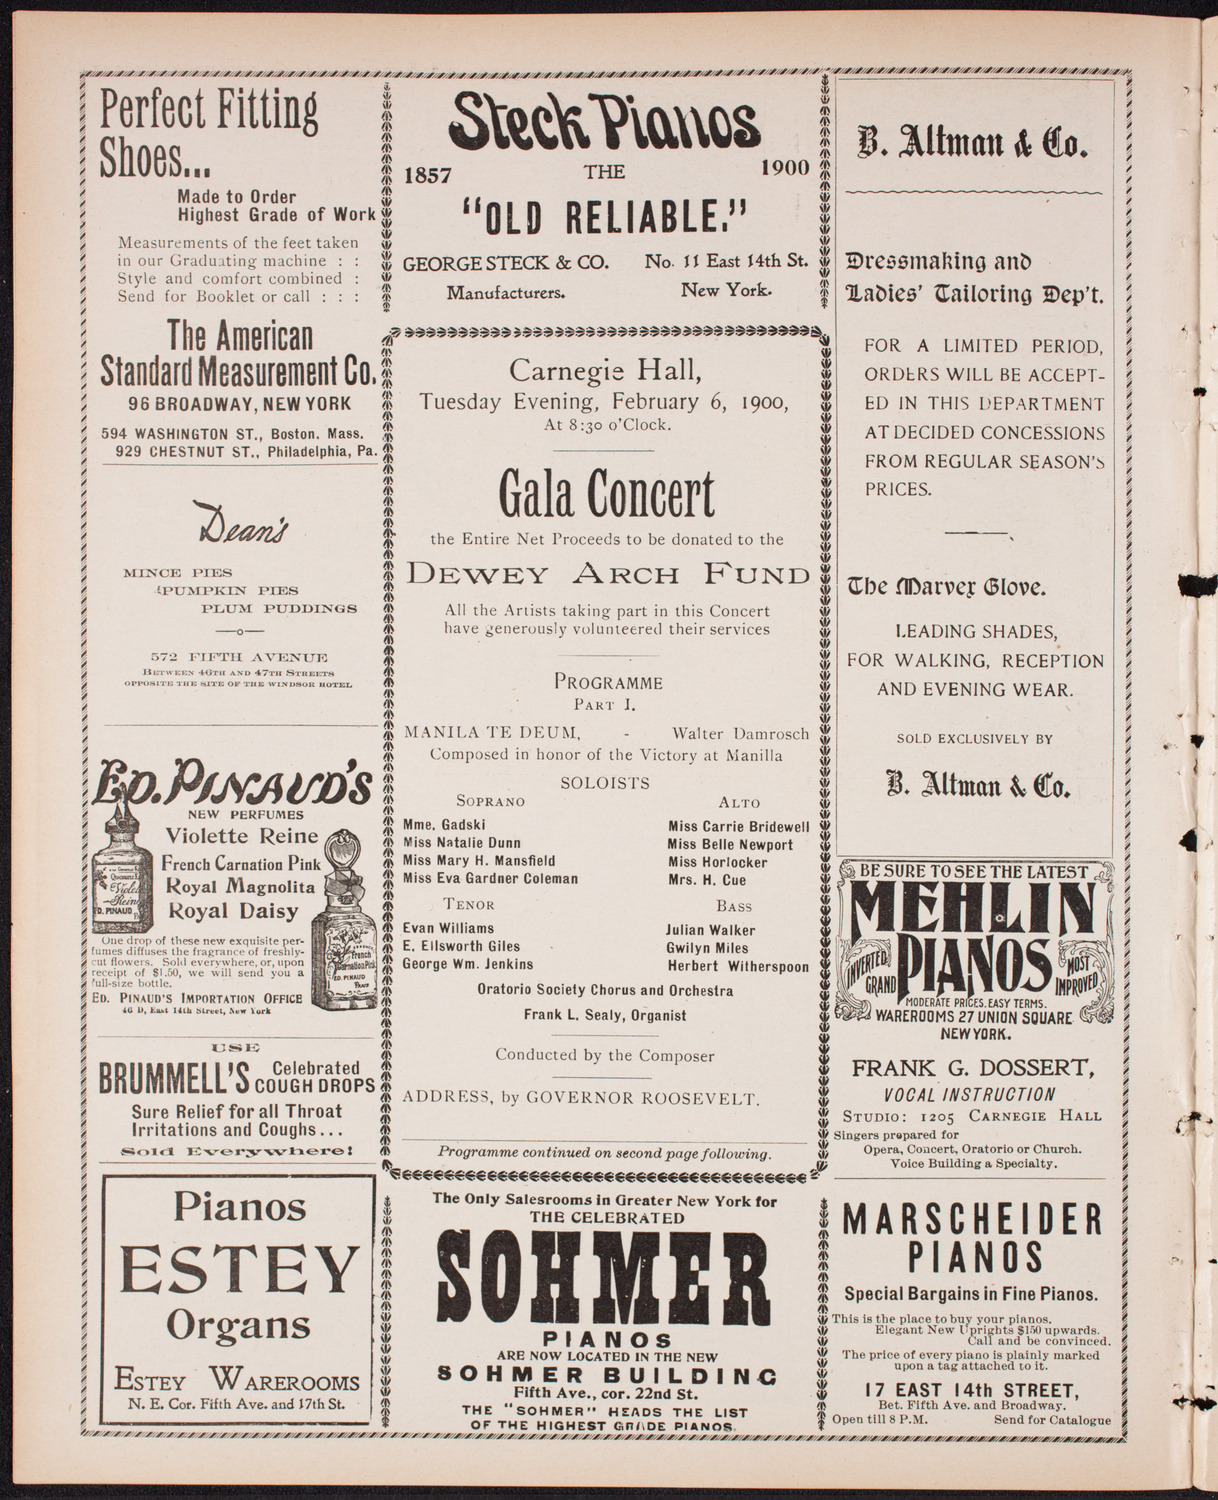 Perfect Fitting
Shoes...
Made to Order
Highest Grade of Work
Measurements of the feet taken
in our Graduating machine : :
Style and comfort combined :
Send for Booklet or call : : :
The American
Standard Measurement Co.
96 BROADWAY, NEW YORK
594 WASHINGTON ST., Boston. Mass.
929 CHESTNUT ST., Philadelphia, Pa.
Dean's
MINCE PIES
PUMPKIN PIES
PLUM PUDDINGS
572 FIFTH AVENUE
BETWEEN 46TH AND 47TH STREETS
OPPOSITE THE SITE OF THE WINDSOR HOTEL
ED. PINAUD'S
NEW PERFUMES
Violette Reine
French Carnation Pink
Royal Magnolita
Royal Daisy
One drop of these new exquisite per-
fumes diffuses the fragrance of freshly-
cut flowers. Sold everywhere, or, upon
receipt of $1.50, we will send you a
full-size bottle.
ED. PINAUD'S IMPORTATION OFFICE
46 D, East 14th Street, New York
USE
BRUMMELL'S Celebrated
COUGH DROPS
Sure Relief for all Throat
Irritations and Coughs...
Sold Everywhere!
Pianos
ESTEY
Organs
ESTEY WAREROOMS
N. E. Cor. Fifth Ave. and 17th St.
Steck Pianos
1857 THE 1900
"OLD RELIABLE."
GEORGE STECK & CO. No. 11 East 14th St.
Manufacturers. New York.
Carnegie Hall,
Tuesday Evening, February 6, 1900,
At 8:30 o'Clock.
Gala Concert
the Entire Net Proceeds to be donated to the
DEWEY ARCH FUND
All the Artists taking part in this Concert
have generously volunteered their services
PROGRAMME
PART I.
MANILA TE DEUM, - Walter Damrosch
Composed in honor of the Victory at Manilla
SOLOISTS
SOPRANO ALTO
Mme. Gadski Miss Carrie Bridewell
Miss Natalie Dunn Miss Belle Newport
Miss Mary H. Mansfield Miss Horlocker
Miss Eva Gardner Coleman Mrs. H. Cue
TENOR BASS
Evan Williams Julian Walker
E. Ellsworth Giles Gwilyn Miles
George Wm. Jenkins Herbert Witherspoon
Oratorio Society Chorus and Orchestra
Frank L. Sealy, Organist
Conducted by the Composer
ADDRESS, by GOVERNOR ROOSEVELT.
Programme continued on second page following.
The Only Salesrooms in Greater New York for
THE CELEBRATED
SOHMER
PIANOS
ARE NOW LOCATED IN THE NEW
SOHMER BUILDING
Fifth Ave., cor. 22nd St.
THE "SOHMER" HEADS THE LIST
OF THE HIGHEST GRADE PIANOS.
B. Altman & Co.
Dressmaking and
Ladies' Tailoring Dep't.
FOR A LIMITED PERIOD,
ORDERS WILL BE ACCEPT-
ED IN THIS DEPARTMENT
AT DECIDED CONCESSIONS
FROM REGULAR SEASON'S
PRICES.
The Marvex Glove.
LEADING SHADES,
FOR WALKING, RECEPTION
AND EVENING WEAR.
SOLD EXCLUSIVELY BY
B. Altman & Co.
BE SURE TO SEE THE LATEST
MEHLIN
PIANOS
INVERTED GRAND
MOST IMPROVED
MODERATE PRICES. EASY TERMS.
WAREROOMS 27 UNION SQUARE
NEW YORK.
FRANK G. DOSSERT,
VOCAL INSTRUCTION
STUDIO: 1205 CARNEGIE HALL
Singers prepared for
Opera, Concert, Oratorio or Church.
Voice Building a Specialty.
MARSCHEIDER
PIANOS
Special Bargains in Fine Pianos.
This is the place to buy your pianos.
Elegant New Uprights $150 upwards.
Call and be convinced.
The price of every piano is plainly marked
upon a tag attached to it.
17 EAST 14th STREET,
Bet. Fifth Ave. and Broadway.
Open till 8 P.M. Send for Catalogue